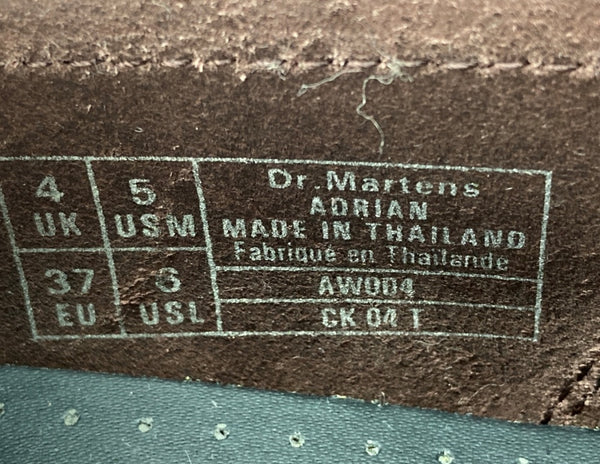 4 UK
5 USM
37 EU
6 USL
Dr.Martens
ADRIAN
MADE IN THAILAND
Fabriqué en Thaïlande
AW004
CK 04 T